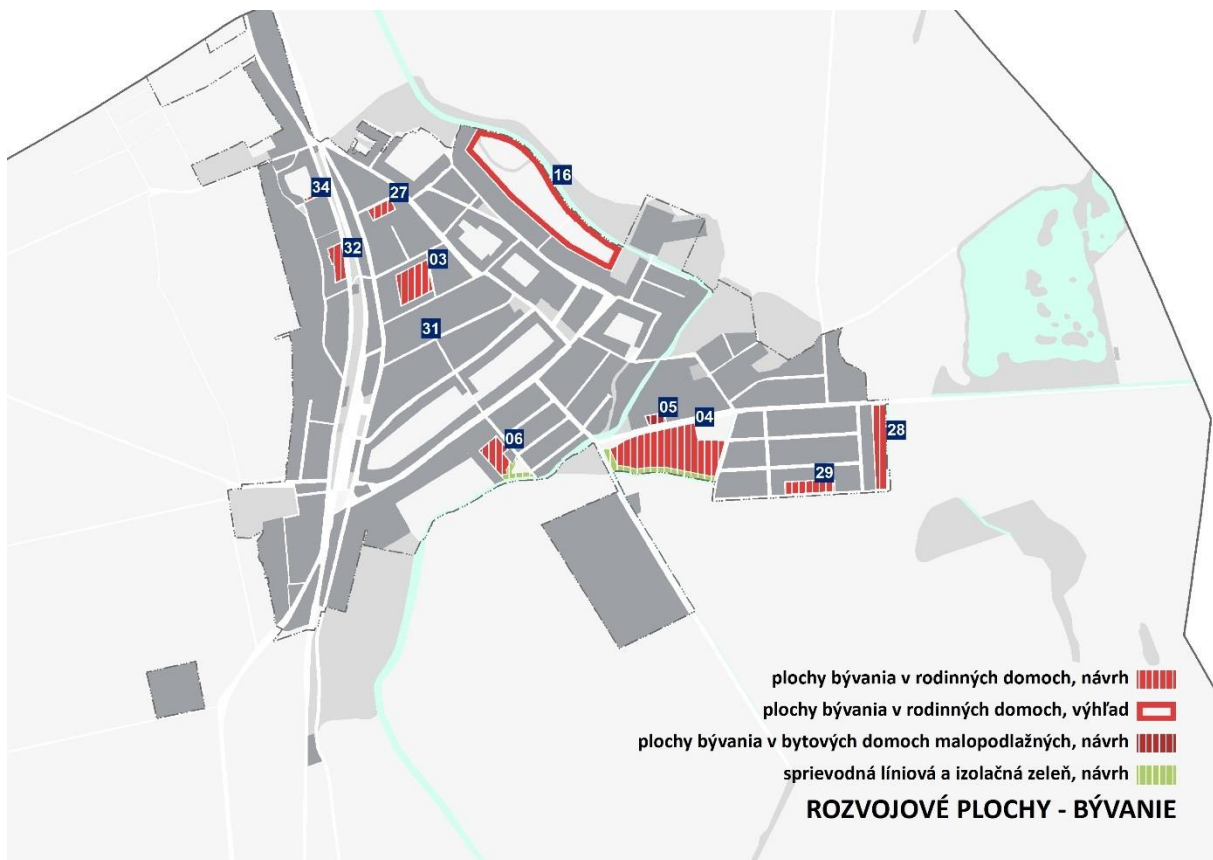 16
34
27
32
03
31
05
04
06
28
29
plochy bývania v rodinných domoch, návrh
plochy bývania v rodinných domoch, výhľad
plochy bývania v bytových domoch malopodlažných, návrh
sprievodná líniová a izolačná zeleň, návrh
ROZVOJOVÉ PLOCHY - BÝVANIE